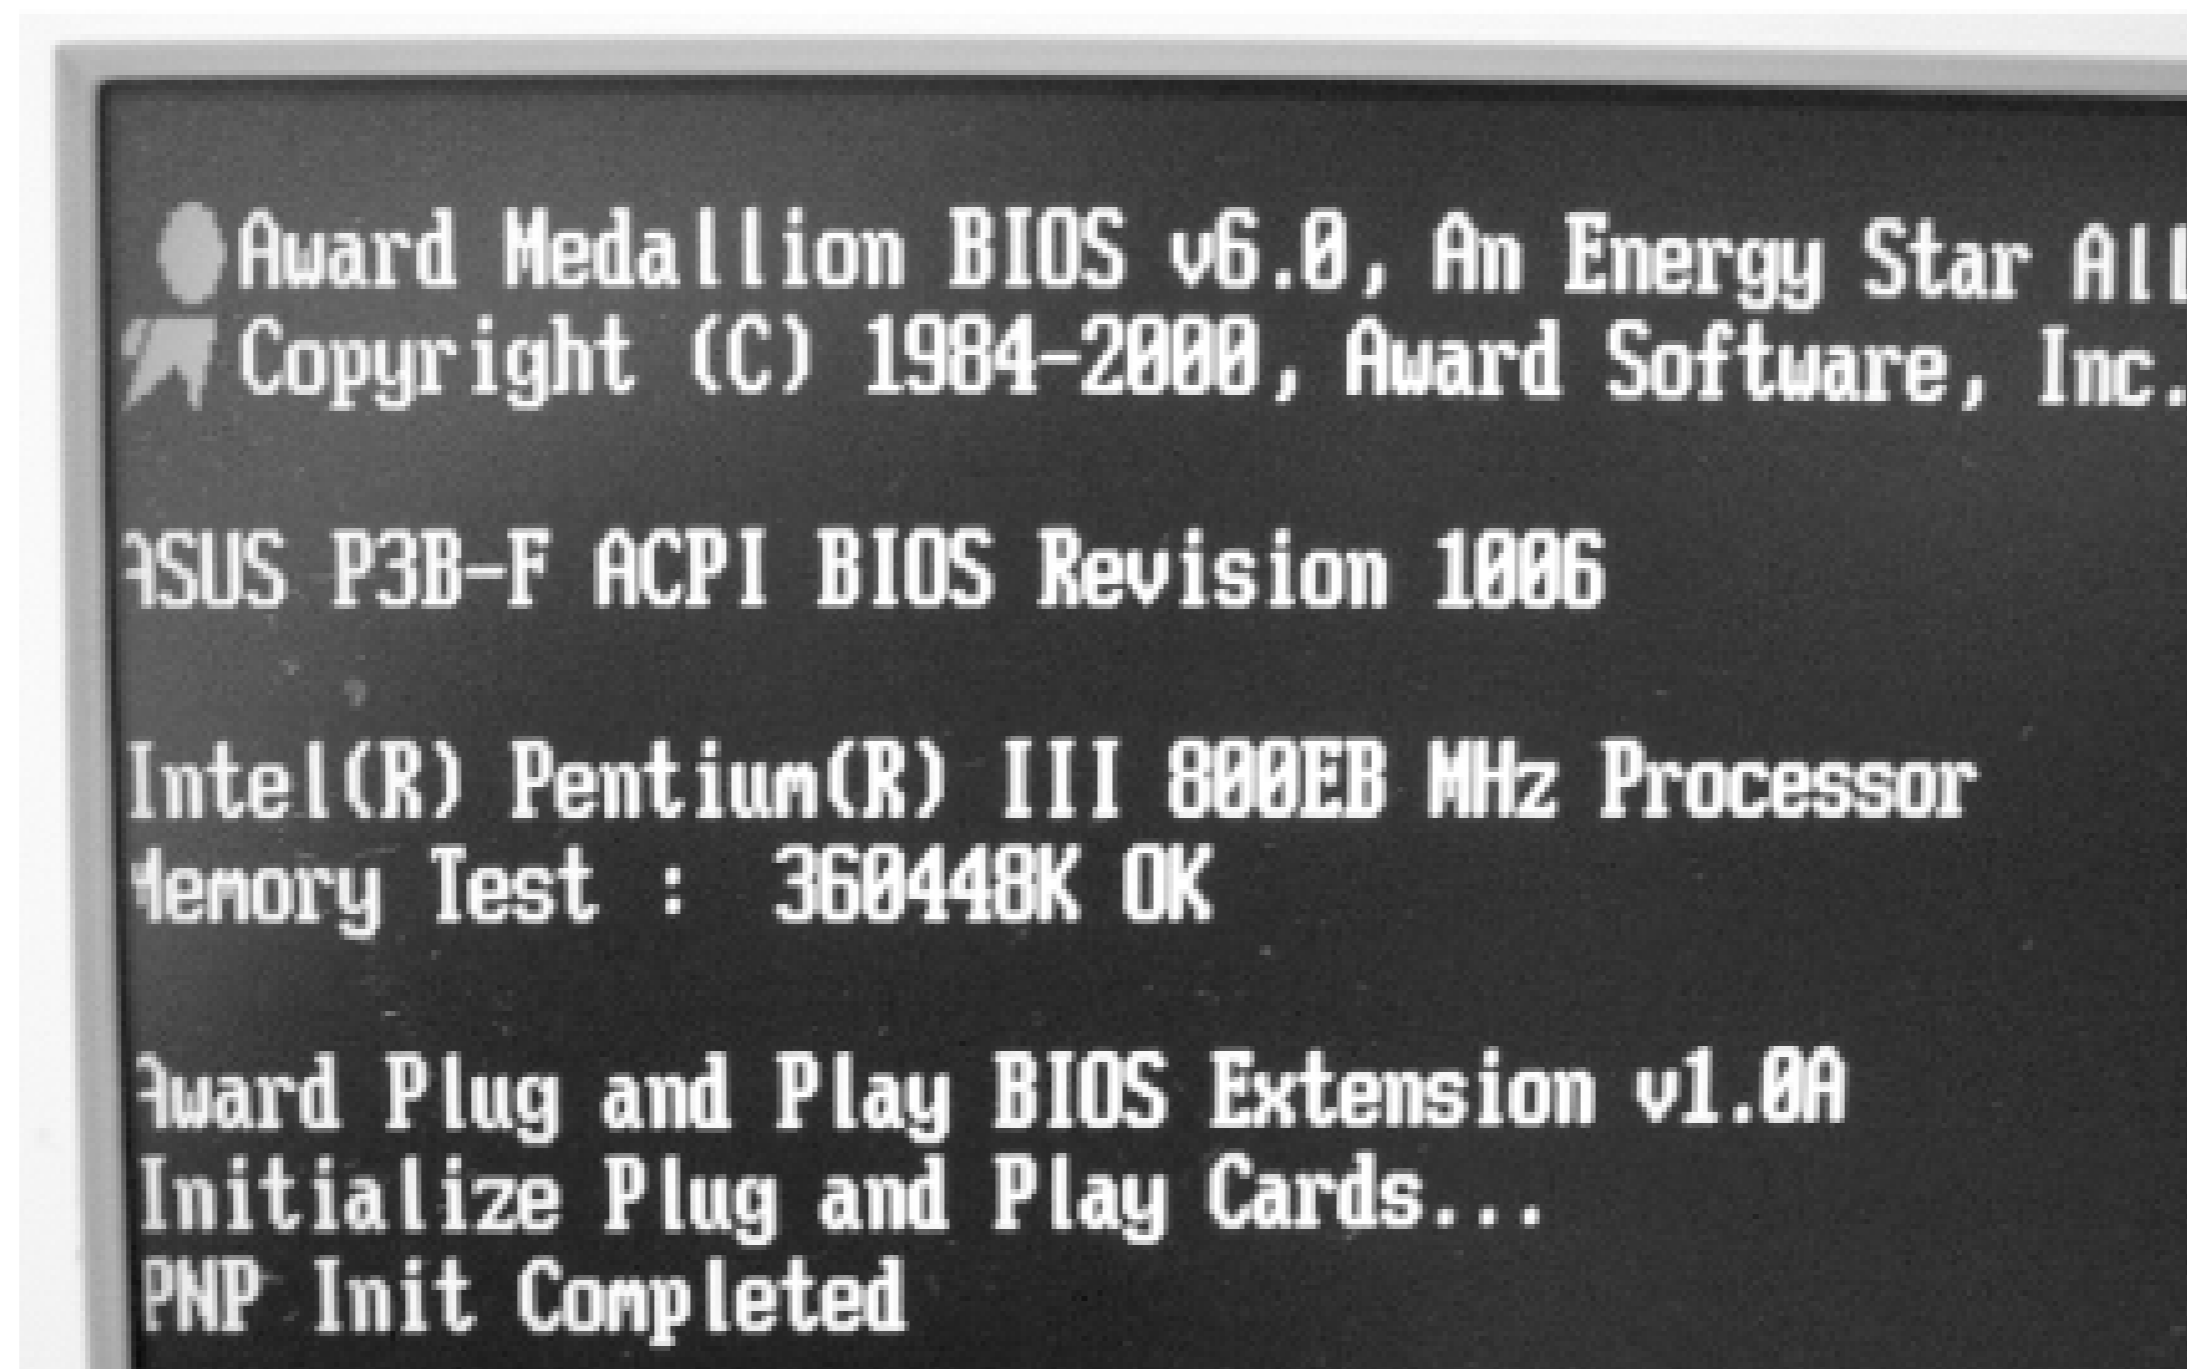 Award Medallion BIOS v6.0, An Energy Star All
Copyright (C) 1984-2000, Award Software, Inc.
ASUS P3B-F ACPI BIOS Revision 1006
Intel(R) Pentium(R) III 800EB MHz Processor
Memory Test : 360448K OK
Award Plug and Play BIOS Extension v1.0A
Initialize Plug and Play Cards...
PNP Init Completed